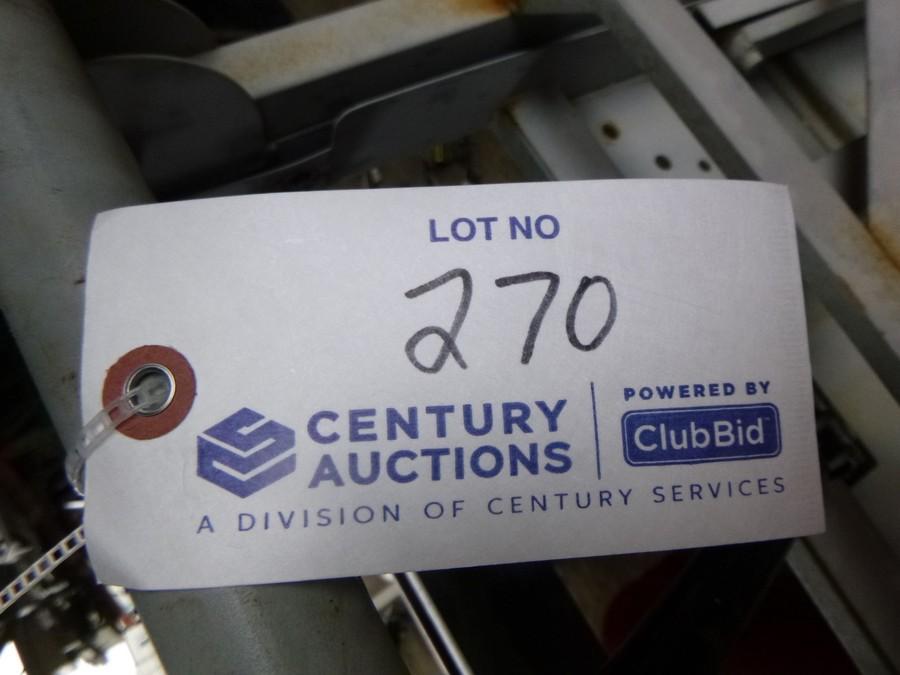 LOT NO
270
CENTURY
AUCTIONS
POWERED BY
ClubBid
A DIVISION OF CENTURY SERVICES